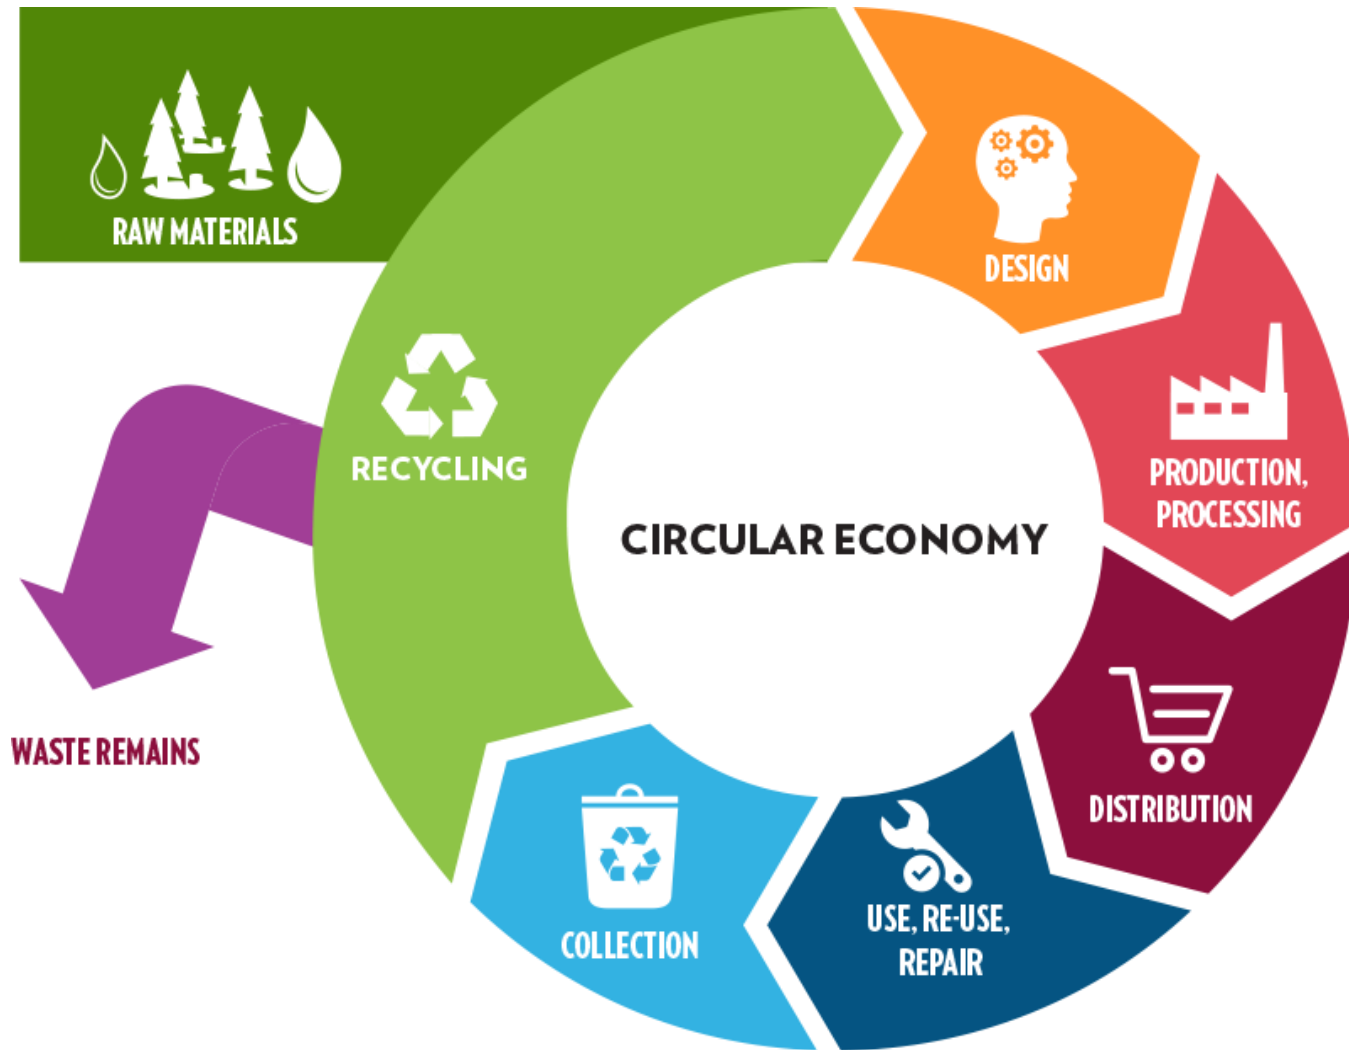 RAW MATERIALS
DESIGN
PRODUCTION,
PROCESSING
DISTRIBUTION
USE, RE-USE,
REPAIR
COLLECTION
RECYCLING
WASTE REMAINS
CIRCULAR ECONOMY